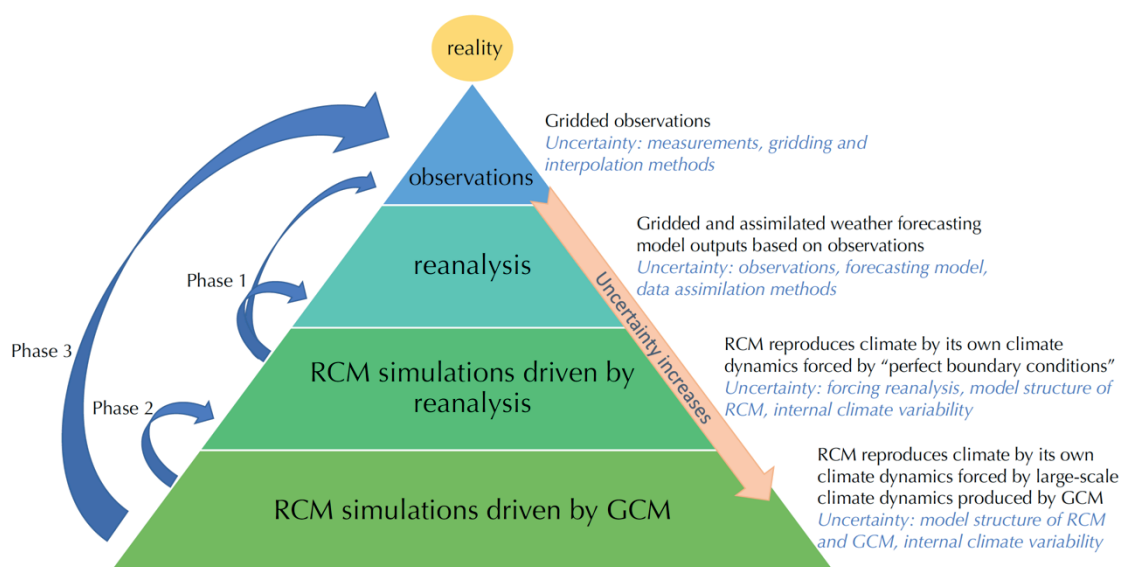 reality
Gridded observations
Uncertainty: measurements, gridding and
interpolation methods
observations
Gridded and assimilated weather forecasting
model outputs based on observations
Uncertainty: observations, forecasting model,
data assimilation methods
reanalysis
Phase 1
Uncertainty increases
Phase 3
RCM reproduces climate by its own climate
dynamics forced by “perfect boundary conditions”
Uncertainty: forcing reanalysis, model structure of
RCM, internal climate variability
RCM simulations driven by
reanalysis
Phase 2
RCM reproduces climate by its own
climate dynamics forced by large-scale
climate dynamics produced by GCM
Uncertainty: model structure of RCM
and GCM, internal climate variability
RCM simulations driven by GCM